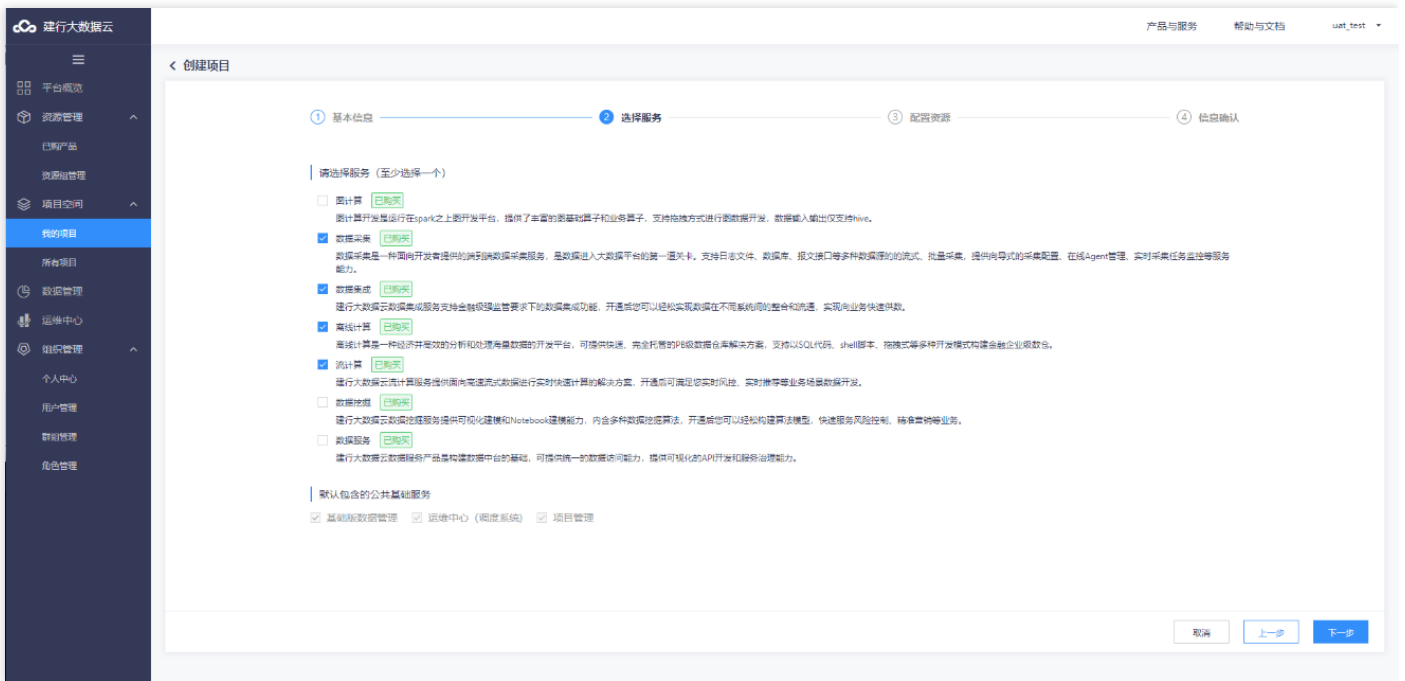 建行大数据云
产品与服务 帮助与文档 uat_test
创建项目
平台概览
资源管理
已购产品
资源组管理
项目空间
我的项目
所有项目
数据管理
运维中心
组织管理
个人中心
用户管理
群组管理
角色管理
1 基本信息 2 选择服务 3 配置资源 4 信息确认
请选择服务（至少选择一个）
图计算 已购买
图计算开发是运行在spark之上图开发平台，提供了丰富的图基础算子和业务算子，支持拖拽方式进行图数据开发，数据输入输出仅支持hive。
数据采集 已购买
数据采集是一种面向开发者提供的端到端数据采集服务，是数据进入大数据平台的第一道关卡。支持日志文件、数据库、报文接口等多种数据源的的流式、批量采集，提供向导式的采集配置、在线Agent管理、实时采集任务监控等服务
能力。
数据集成 已购买
建行大数据云数据集成服务支持金融级强监管要求下的数据集成功能，开通后您可以轻松实现数据在不同系统间的整合和流通，实现向业务快速供数。
离线计算 已购买
离线计算是一种经济并高效的分析和处理海量数据的开发平台，可提供快速、完全托管的PB级数据仓库解决方案，支持以SQL代码、shell脚本、拖拽式等多种开发模式构建金融企业级数仓。
流计算 已购买
建行大数据云流计算服务提供面向高速流式数据进行实时快速计算的解决方案，开通后可满足您实时风控、实时推荐等业务场景数据开发。
数据挖掘 已购买
建行大数据云数据挖掘服务提供可视化建模和Notebook建模能力，内含多种数据挖掘算法，开通后您可以轻松构建算法模型，快速服务风险控制、精准营销等业务。
数据服务 已购买
建行大数据云数据服务产品是构建数据中台的基础，可提供统一的数据访问能力，提供可视化的API开发和服务治理能力。
默认包含的公共基础服务
基础版数据管理 运维中心（调度系统） 项目管理
取消 上一步 下一步